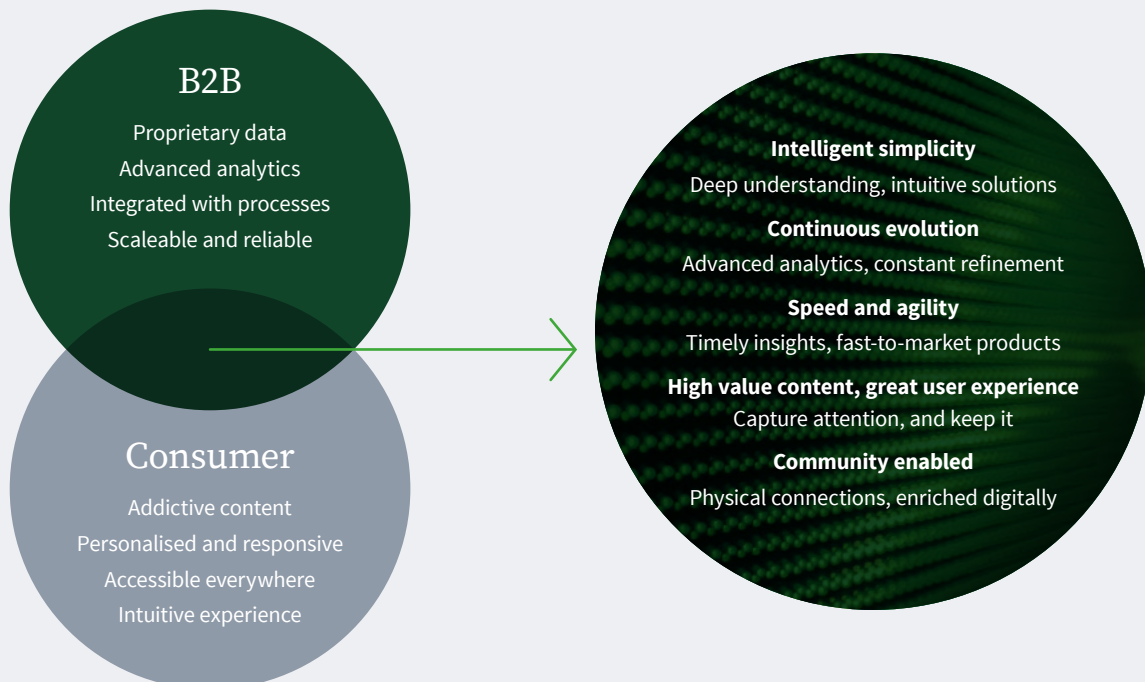 B2B
Proprietary data
Advanced analytics
Integrated with processes
Scaleable and reliable
Consumer
Addictive content
Personalised and responsive
Accessible everywhere
Intuitive experience
Intelligent simplicity
Deep understanding, intuitive solutions
Continuous evolution
Advanced analytics, constant refinement
Speed and agility
Timely insights, fast-to-market products
High value content, great user experience
Capture attention, and keep it
Community enabled
Physical connections, enriched digitally